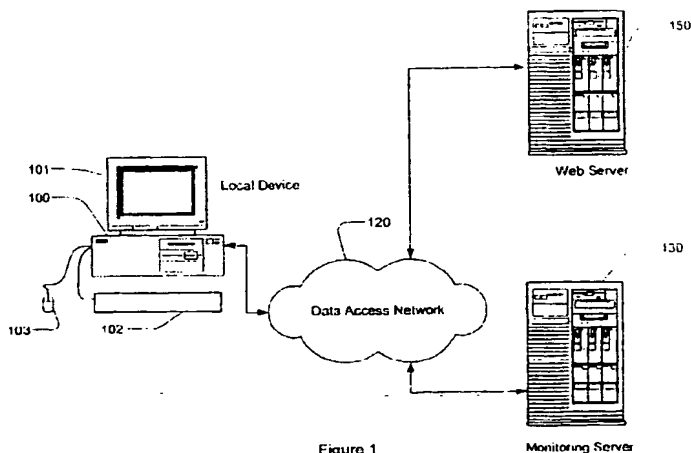 150
Web Server
101
Local Device
100
120
130
Data Access Network
103
102
Figure 1
Monitoring Server